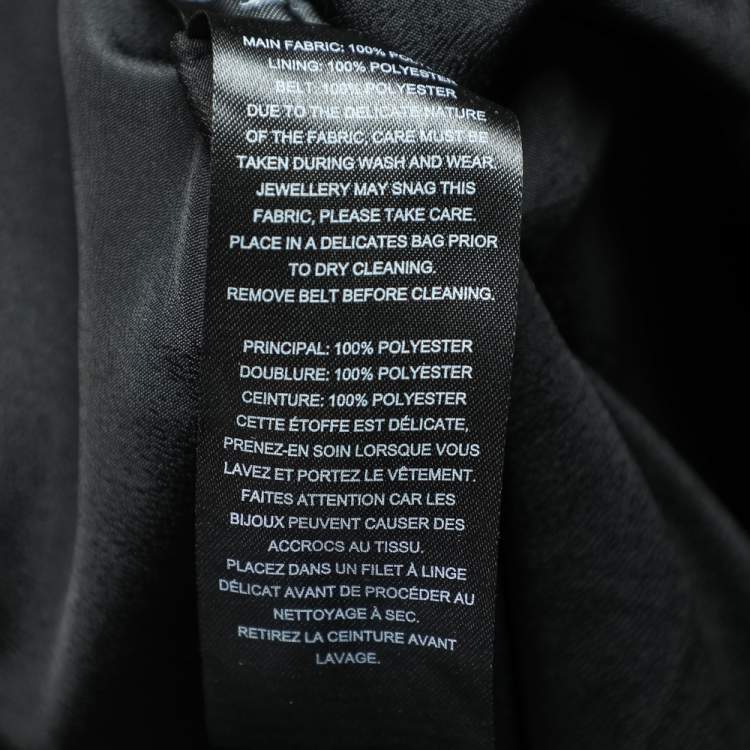 MAIN FABRIC: 100% POLYESTER
LINING: 100% POLYESTER
BELT: 100% POLYESTER
DUE TO THE DELICATE NATURE
OF THE FABRIC, CARE MUST BE
TAKEN DURING WASH AND WEAR.
JEWELLERY MAY SNAG THIS
FABRIC, PLEASE TAKE CARE.
PLACE IN A DELICATES BAG PRIOR
TO DRY CLEANING.
REMOVE BELT BEFORE CLEANING.
PRINCIPAL: 100% POLYESTER
DOUBLURE: 100% POLYESTER
CEINTURE: 100% POLYESTER
CETTE ÉTOFFE EST DÉLICATE,
PRENEZ-EN SOIN LORSQUE VOUS
LAVEZ ET PORTEZ LE VÊTEMENT.
FAITES ATTENTION CAR LES
BIJOUX PEUVENT CAUSER DES
ACCROCS AU TISSU.
PLACEZ DANS UN FILET À LINGE
DÉLICAT AVANT DE PROCÉDER AU
NETTOYAGE À SEC.
RETIREZ LA CEINTURE AVANT
LAVAGE.